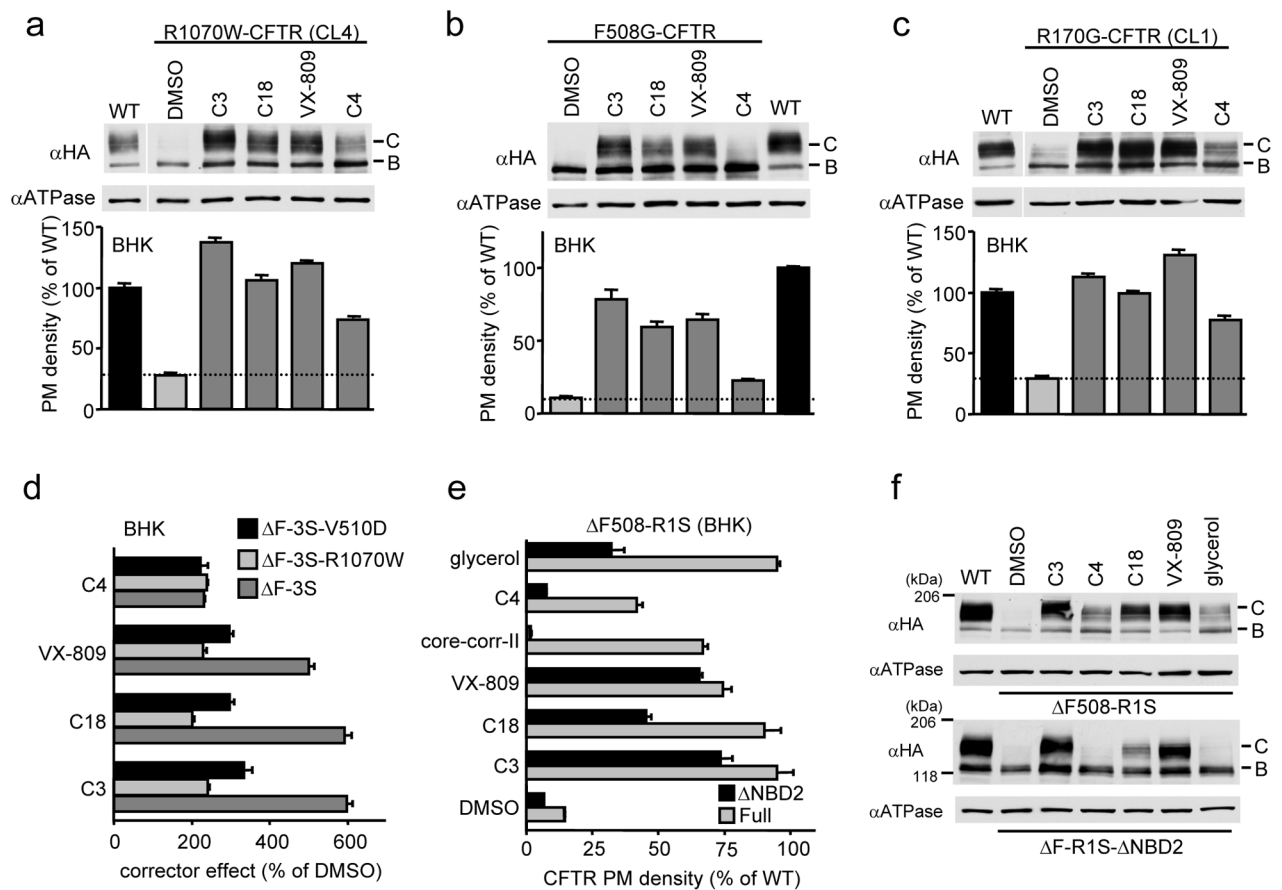 a
R1070W-CFTR (CL4)
WT
DMSO
C3
C18
VX-809
C4
αHA
C
B
αATPase
PM density (% of WT)
150
100
50
0
BHK
b
F508G-CFTR
DMSO
C3
C18
VX-809
C4
WT
αHA
C
B
αATPase
PM density (% of WT)
100
50
0
BHK
c
R170G-CFTR (CL1)
WT
DMSO
C3
C18
VX-809
C4
αHA
C
B
αATPase
PM density (% of WT)
150
100
50
0
BHK
d
BHK
ΔF-3S-V510D
ΔF-3S-R1070W
ΔF-3S
C4
VX-809
C18
C3
0 200 400 600
corrector effect (% of DMSO)
e
ΔF508-R1S (BHK)
glycerol
C4
core-corr-II
VX-809
C18
C3
DMSO
ΔNBD2
Full
0 25 50 75 100
CFTR PM density (% of WT)
f
WT
DMSO
C3
C4
C18
VX-809
glycerol
(kDa)
206
αHA
C
B
αATPase
ΔF508-R1S
(kDa)
206
αHA
C
B
118
αATPase
ΔF-R1S-ΔNBD2